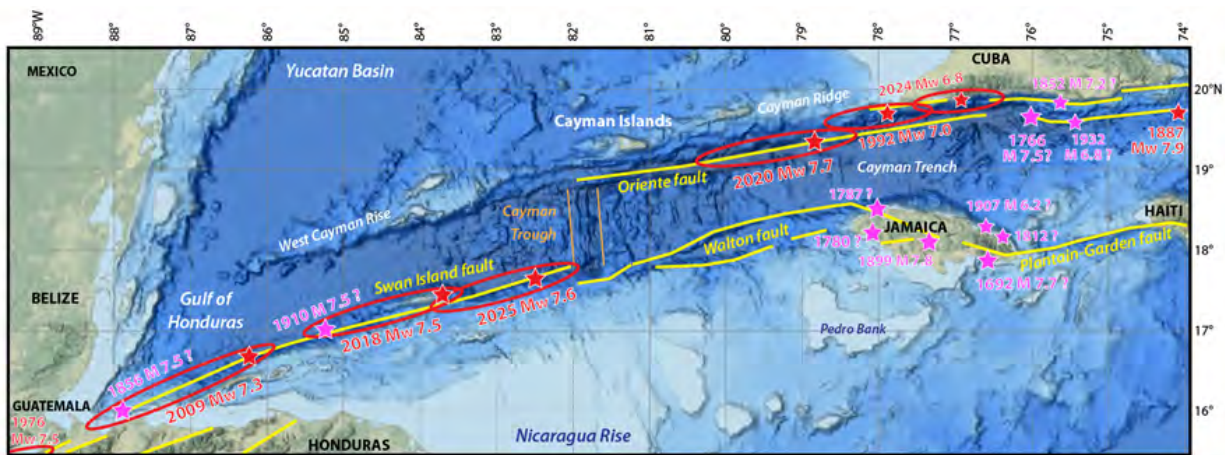 89°W
88°
87°
86°
85°
84°
83°
82°
81°
80°
79°
78°
77°
76°
75°
74°
MEXICO
Yucatan Basin
CUBA
2024 Mw 6.8
1852 M 7.2 ?
20°N
Cayman Ridge
Cayman Islands
1992 Mw 7.0
1766
M 7.5?
1932
M 6.8 ?
1887
Mw 7.9
2020 Mw 7.7
Cayman Trench
Oriente fault
19°
West Cayman Rise
Cayman
Trough
1787 ?
1907 M 6.2 ?
HAITI
JAMAICA
Walton fault
1780 ?
1912 ?
1899 M 7.8
Plantain-Garden fault
18°
Swan Island fault
1692 M 7.7 ?
BELIZE
Gulf of
Honduras
1910 M 7.5 ?
2025 Mw 7.6
2018 Mw 7.5
Pedro Bank
17°
1856 M 7.5 ?
2009 Mw 7.3
GUATEMALA
1976
Mw 7.5
16°
HONDURAS
Nicaragua Rise